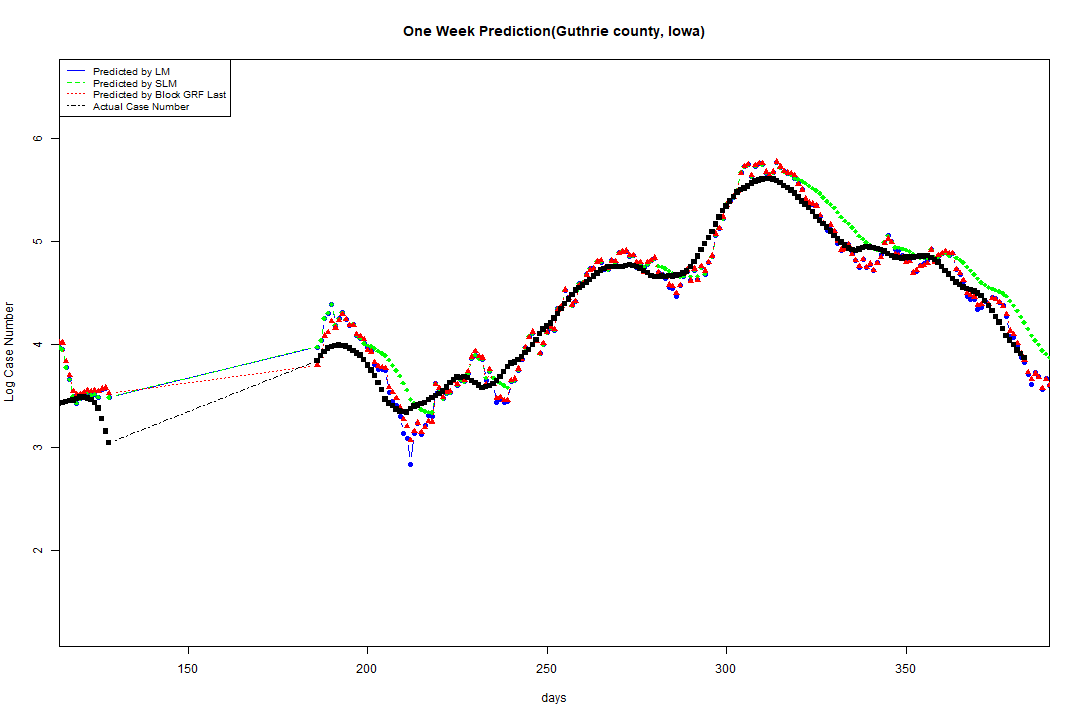 One Week Prediction(Guthrie county, Iowa)
Predicted by LM
Predicted by SLM
Predicted by Block GRF Last
Actual Case Number
6
5
4
3
2
Log Case Number
150
200
250
300
350
days